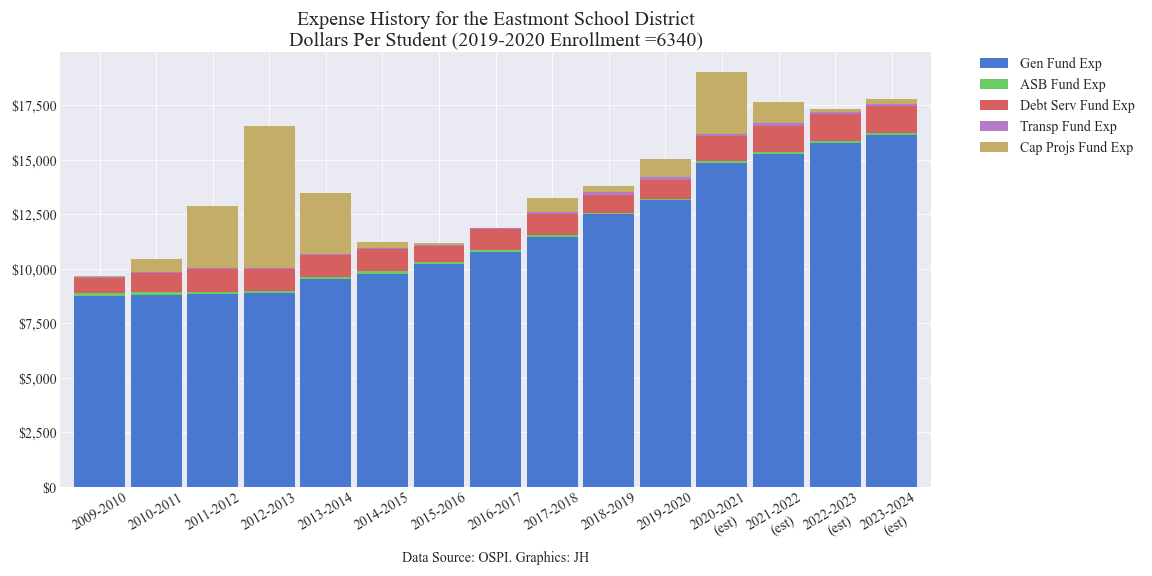 Expense History for the Eastmont School District
Dollars Per Student (2019-2020 Enrollment =6340)
Gen Fund Exp
ASB Fund Exp
Debt Serv Fund Exp
Transp Fund Exp
Cap Projs Fund Exp
$17,500
$15,000
$12,500
$10,000
$7,500
$5,000
$2,500
$0
2009-2010
2010-2011
2011-2012
2012-2013
2013-2014
2014-2015
2015-2016
2016-2017
2017-2018
2018-2019
2019-2020
2020-2021
(est)
2021-2022
(est)
2022-2023
(est)
2023-2024
(est)
Data Source: OSPI. Graphics: JH